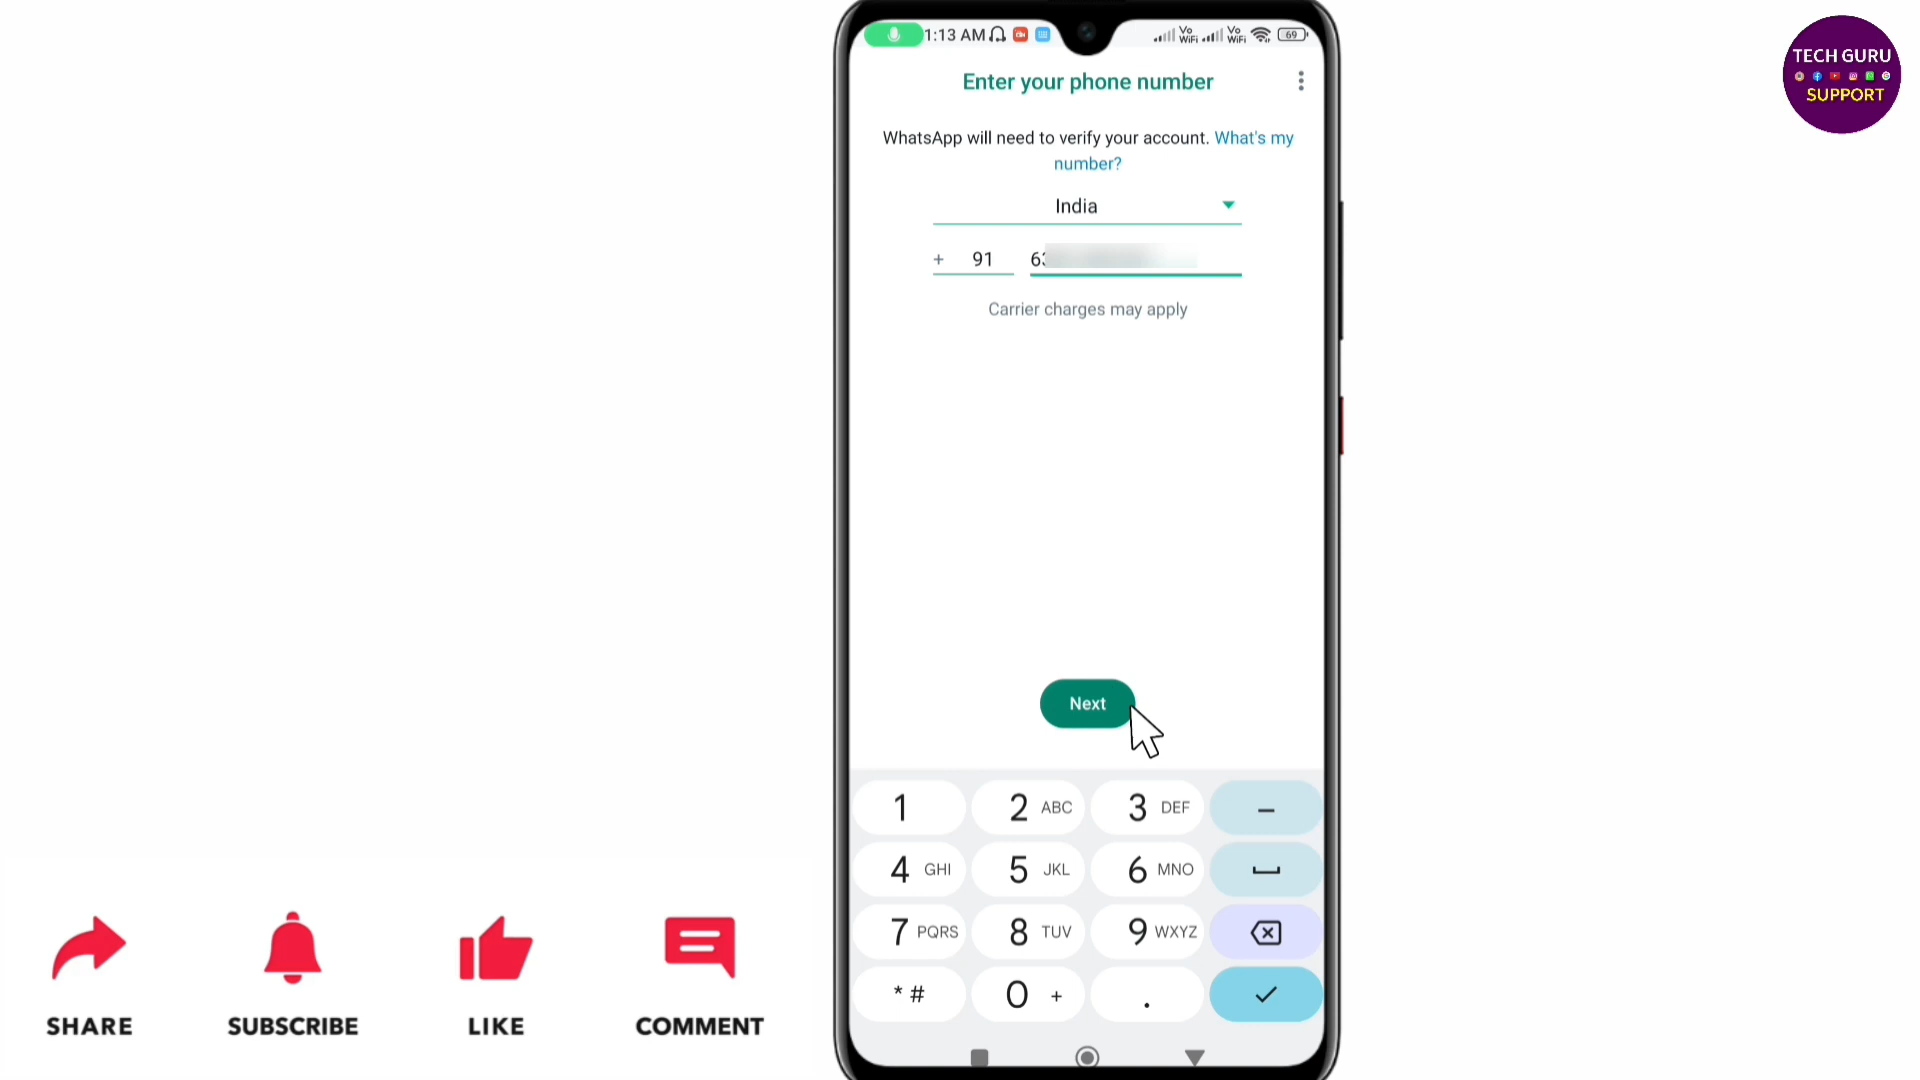 1:13 AM
Vo
WiFi
Vo
WiFi
69
Enter your phone number
WhatsApp will need to verify your account. What's my
number?
India
+ 91 63
Carrier charges may apply
Next
1
2 ABC
3 DEF
–
4 GHI
5 JKL
6 MNO
7 PQRS
8 TUV
9 WXYZ
* #
0 +
.
TECH GURU
SUPPORT
SHARE
SUBSCRIBE
LIKE
COMMENT